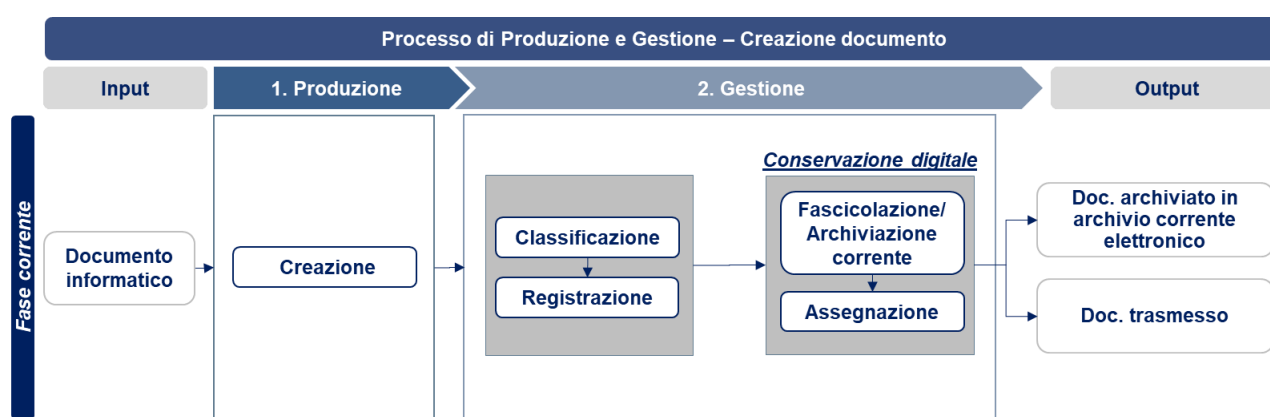 Processo di Produzione e Gestione – Creazione documento
Input
1. Produzione
2. Gestione
Output
Fase corrente
Documento
informatico
Creazione
Classificazione
Registrazione
Conservazione digitale
Fascicolazione/
Archiviazione
corrente
Assegnazione
Doc. archiviato in
archivio corrente
elettronico
Doc. trasmesso